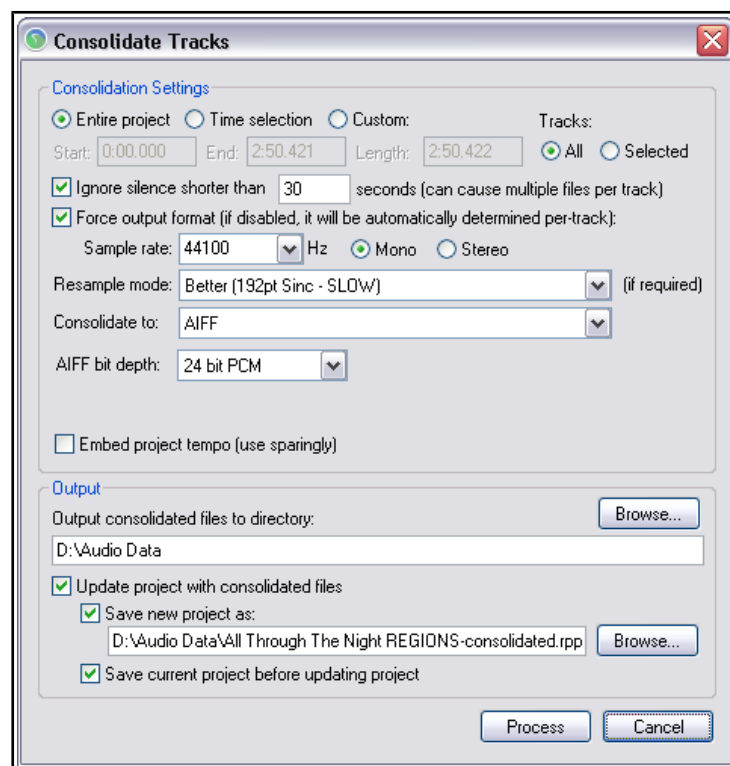 Consolidate Tracks
Consolidation Settings
Entire project Time selection Custom: Tracks:
Start: 0:00.000 End: 2:50.421 Length: 2:50.422 All Selected
Ignore silence shorter than 30 seconds (can cause multiple files per track)
Force output format (if disabled, it will be automatically determined per-track):
Sample rate: 44100 Hz Mono Stereo
Resample mode: Better (192pt Sinc - SLOW) (if required)
Consolidate to: AIFF
AIFF bit depth: 24 bit PCM
Embed project tempo (use sparingly)
Output
Output consolidated files to directory: Browse...
D:\Audio Data
Update project with consolidated files
Save new project as:
D:\Audio Data\All Through The Night REGIONS-consolidated.rpp Browse...
Save current project before updating project
Process Cancel